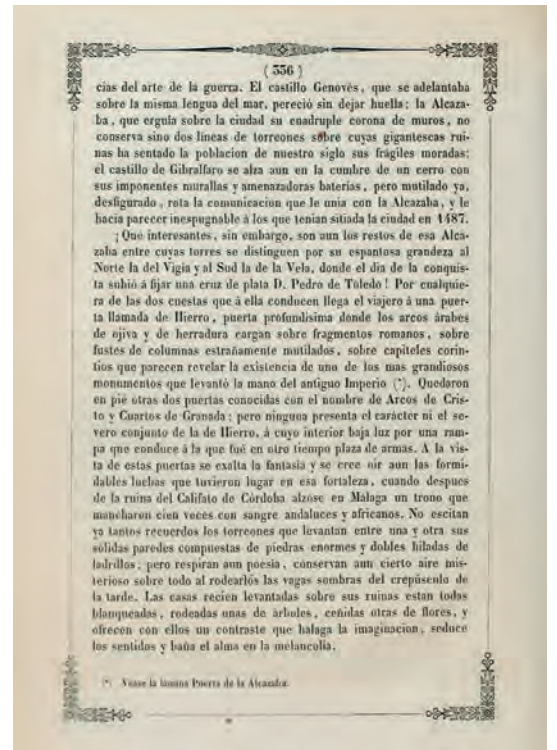 ( 336 )
cias del arte de la guerra. El castillo Genovés, que se adelantaba
sobre la misma lengua del mar, pereció sin dejar huella; la Alcaza-
ba, que erguia sobre la ciudad su cuadruple corona de muros, no
conserva sino dos lineas de torreones sobre cuyas gigantescas rui-
nas ha sentado la poblacion de nuestro siglo sus frágiles moradas;
el castillo de Gibralfaro se alza aun en la cumbre de un cerro con
sus imponentes murallas y amenazadoras baterias, pero mutilado ya,
desfigurado, rota la comunicacion que le unia con la Alcazaba, y le
hacia parecer inespugnable á los que tenian sitiada la ciudad en 1487.
¡Que interesantes, sin embargo, son aun los restos de esa Alca-
zaba entre cuyas torres se distinguen por su espantosa grandeza al
Norte la del Vigia y al Sud la de la Vela, donde el dia de la conquis-
ta subió á fijar una cruz de plata D. Pedro de Toledo! Por cualquie-
ra de las dos cuestas que á ella conducen llega el viajero á una puer-
ta llamada de Hierro, puerta profundisima donde los arcos árabes
de ojiva y de herradura cargan sobre fragmentos romanos, sobre
fustes de columnas estrañamente mutilados, sobre capiteles corin-
tios que parecen revelar la existencia de uno de los mas grandiosos
monumentos que levantó la mano del antiguo Imperio (*). Quedaron
en pie otras dos puertas conocidas con el nombre de Arcos de Cris-
to y Cuartos de Granada; pero ninguna presenta el carácter ni el se-
vero conjunto de la de Hierro, á cuyo interior baja luz por una ram-
pa que conduce á la que fué en otro tiempo plaza de armas. A la vis-
ta de estas puertas se exalta la fantasía y se cree oir aun las formi-
dables luchas que tuvieron lugar en esa fortaleza, cuando despues
de la ruina del Califato de Córdoba alzóse en Málaga un trono que
mancharon cien veces con sangre andaluces y africanos. No escitan
ya tantos recuerdos los torreones que levantan entre una y otra sus
sólidas paredes compuestas de piedras enormes y dobles hiladas de
ladrillos; pero respiran aun poesía, conservan aun cierto aire mis-
terioso sobre todo al rodearlos las vagas sombras del crepúsculo de
la tarde. Las casas recien levantadas sobre sus ruinas estan todas
blanqueadas, rodeadas unas de árboles, ceñidas otras de flores, y
ofrecen con ellos un contraste que halaga la imaginacion, seduce
los sentidos y baña el alma en la melancolia.
(*) Vease la lámina Puerta de la Alcazaba.